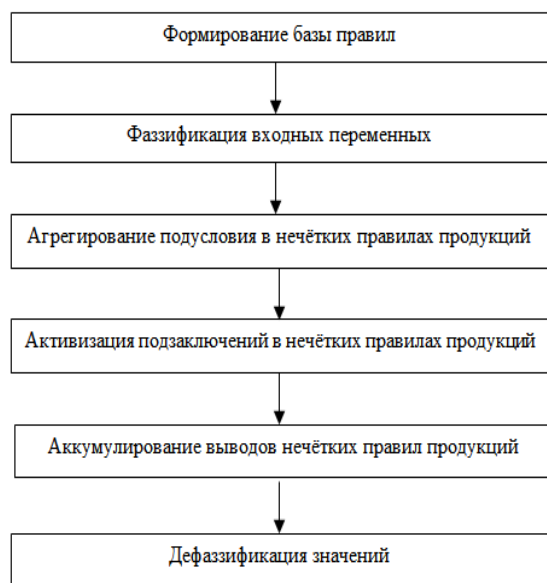 Формирование базы правил
Фаззификация входных переменных
Агрегирование подусловия в нечётких правилах продукций
Активизация подзаключений в нечётких правилах продукций
Аккумулирование выводов нечётких правил продукций
Дефаззификация значений